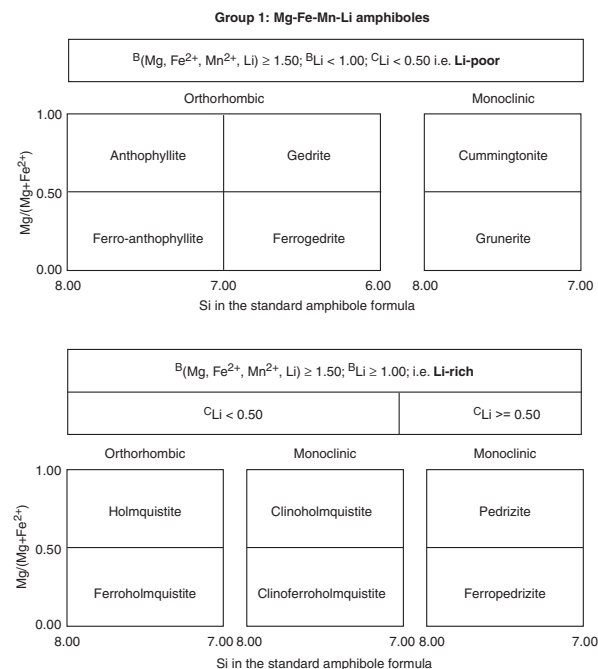 Group 1: Mg-Fe-Mn-Li amphiboles
B(Mg, Fe2+, Mn2+, Li) ≥ 1.50; BLi < 1.00; CLi < 0.50 i.e. Li-poor
Orthorhombic Monoclinic
1.00
Anthophyllite Gedrite Cummingtonite
Mg/(Mg+Fe2+)
0.50
Ferro-anthophyllite Ferrogedrite Grunerite
0.00
8.00 7.00 6.00 8.00 7.00
Si in the standard amphibole formula
B(Mg, Fe2+, Mn2+, Li) ≥ 1.50; BLi ≥ 1.00; i.e. Li-rich
CLi < 0.50 CLi >= 0.50
Orthorhombic Monoclinic Monoclinic
1.00
Holmquistite Clinoholmquistite Pedrizite
Mg/(Mg+Fe2+)
0.50
Ferroholmquistite Clinoferroholmquistite Ferropedrizite
0.00
8.00 7.00 8.00 7.00 8.00 7.00
Si in the standard amphibole formula